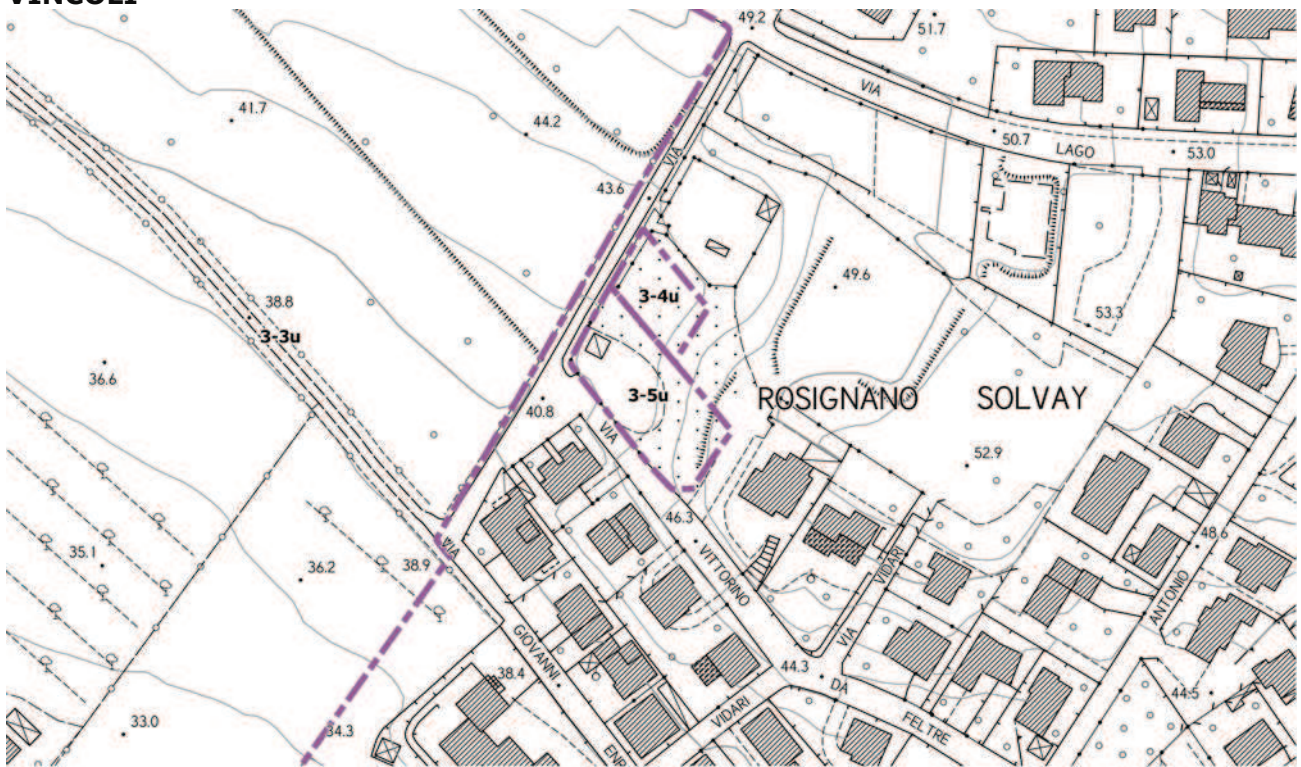 VINCOLI
49.2
51.7
41.7
44.2
VIA
50.7
LAGO
53.0
VIA
43.6
49.6
3-4u
38.8
3-3u
53.3
36.6
3-5u
ROSIGNANO SOLVAY
40.8
VIA
52.9
46.3
48.6
VIA
35.1
36.2
38.9
VITTORINO
VIDARI
ANTONIO
GIOVANNI
VIA
38.4
44.3
DA
44.5
33.0
34.3
VIDARI
FELTRE
ENR